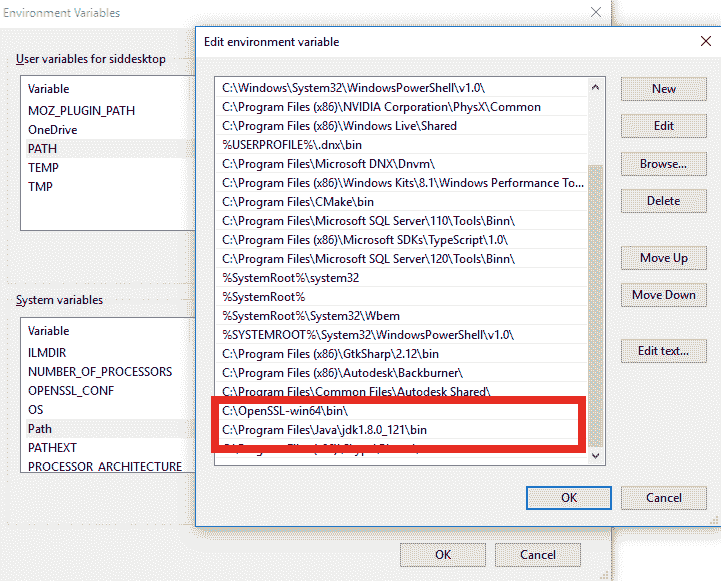 Environment Variables
User variables for siddesktop
Variable
MOZ_PLUGIN_PATH
OneDrive
PATH
TEMP
TMP
System variables
Variable
ILMDIR
NUMBER_OF_PROCESSORS
OPENSSL_CONF
OS
Path
PATHEXT
PROCESSOR_ARCHITECTURE
OK
Cancel
Edit environment variable
C:\Windows\System32\WindowsPowerShell\v1.0\
C:\Program Files (x86)\NVIDIA Corporation\PhysX\Common
C:\Program Files (x86)\Windows Live\Shared
%USERPROFILE%\.dnx\bin
C:\Program Files\Microsoft DNX\Dnvm\
C:\Program Files (x86)\Windows Kits\8.1\Windows Performance To...
C:\Program Files\CMake\bin
C:\Program Files (x86)\Microsoft SQL Server\110\Tools\Binn\
C:\Program Files (x86)\Microsoft SDKs\TypeScript\1.0\
C:\Program Files\Microsoft SQL Server\120\Tools\Binn\
%SystemRoot%\system32
%SystemRoot%
%SystemRoot%\System32\Wbem
%SYSTEMROOT%\System32\WindowsPowerShell\v1.0\
C:\Program Files (x86)\GtkSharp\2.12\bin
C:\Program Files (x86)\Autodesk\Backburner\
C:\Program Files\Common Files\Autodesk Shared\
C:\OpenSSL-win64\bin\
C:\Program Files\Java\jdk1.8.0_121\bin
New
Edit
Browse...
Delete
Move Up
Move Down
Edit text...
OK
Cancel